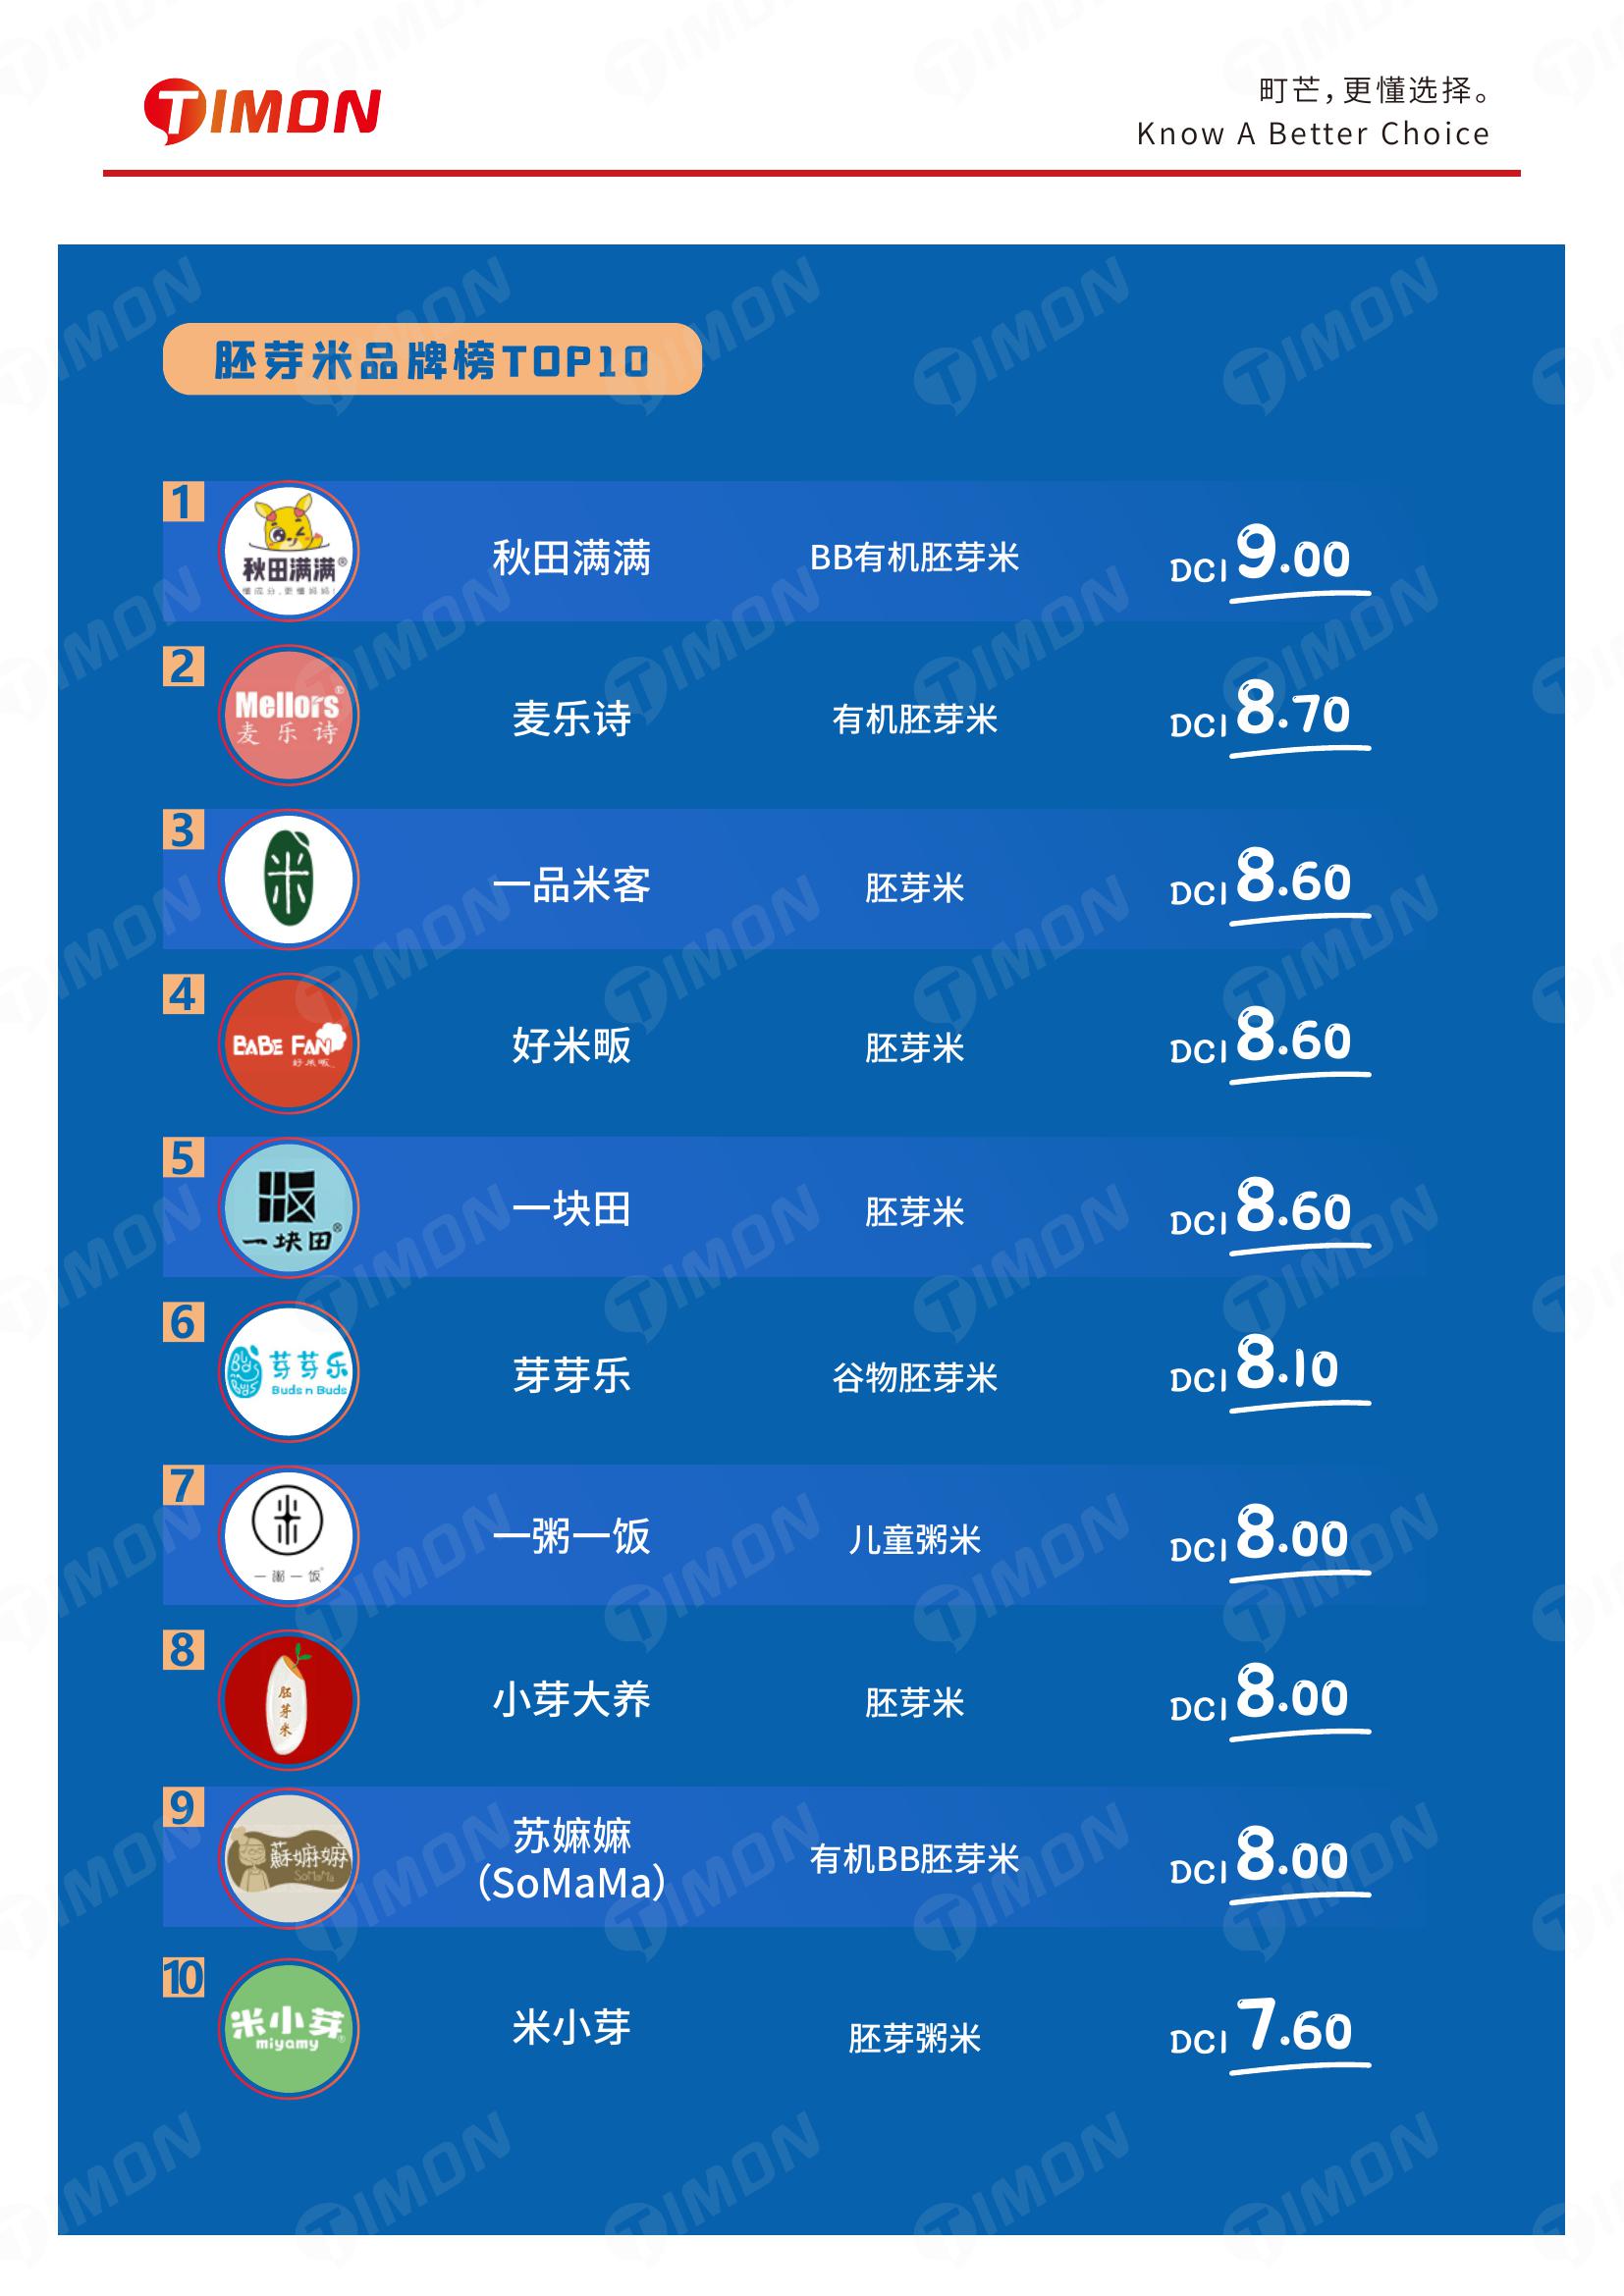 TIMON
町芒，更懂选择。
Know A Better Choice
胚芽米品牌榜TOP10
1
秋田满满®
懂成分，更懂妈妈！
秋田满满
BB有机胚芽米
DCI 9.00
2
Mellors®
麦乐诗
麦乐诗
有机胚芽米
DCI 8.70
3
米
一品米客
胚芽米
DCI 8.60
4
BABE FAN
好米畈
好米畈
胚芽米
DCI 8.60
5
一块田®
一块田
胚芽米
DCI 8.60
6
Buds n Buds
芽芽乐
Buds n Buds
芽芽乐
谷物胚芽米
DCI 8.10
7
一粥一饭
一粥一饭
儿童粥米
DCI 8.00
8
胚芽米
小芽大养
胚芽米
DCI 8.00
9
蘇嫲嫲
SoMaMa
苏嫲嫲
（SoMaMa）
有机BB胚芽米
DCI 8.00
10
米小芽®
miyamy
米小芽
胚芽粥米
DCI 7.60